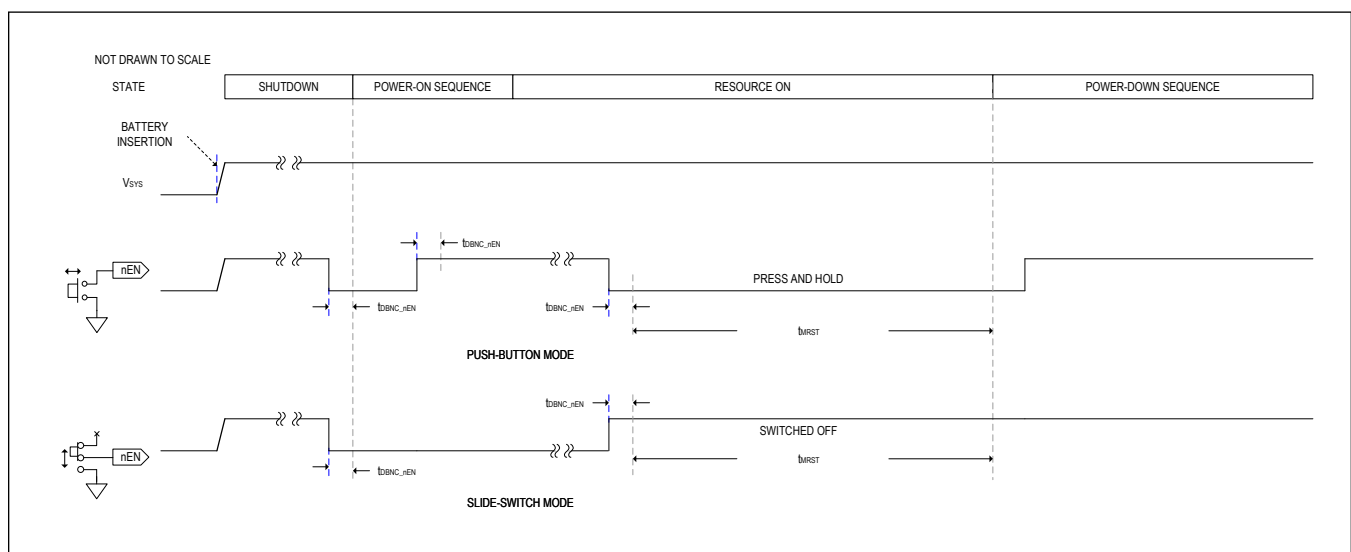 NOT DRAWN TO SCALE
STATE
SHUTDOWN
POWER-ON SEQUENCE
RESOURCE ON
POWER-DOWN SEQUENCE
BATTERY
INSERTION
VSYS
tDBNC_nEN
nEN
PRESS AND HOLD
tDBNC_nEN
tDBNC_nEN
tMRST
PUSH-BUTTON MODE
tDBNC_nEN
SWITCHED OFF
nEN
tMRST
tDBNC_nEN
SLIDE-SWITCH MODE